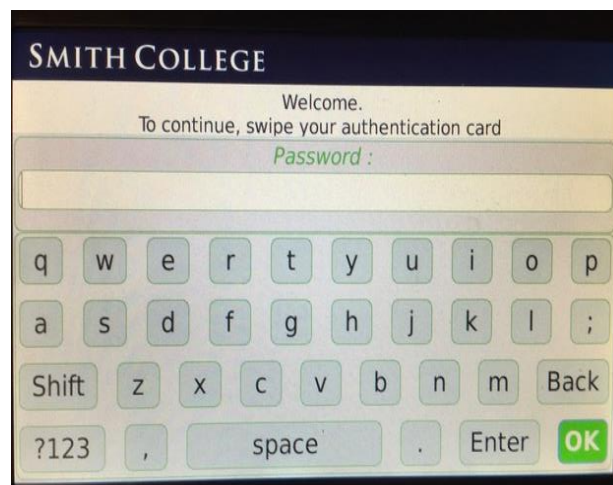 SMITH COLLEGE
Welcome.
To continue, swipe your authentication card
Password :
q w e r t y u i o p
a s d f g h j k l ;
Shift z x c v b n m Back
?123 , space . Enter OK